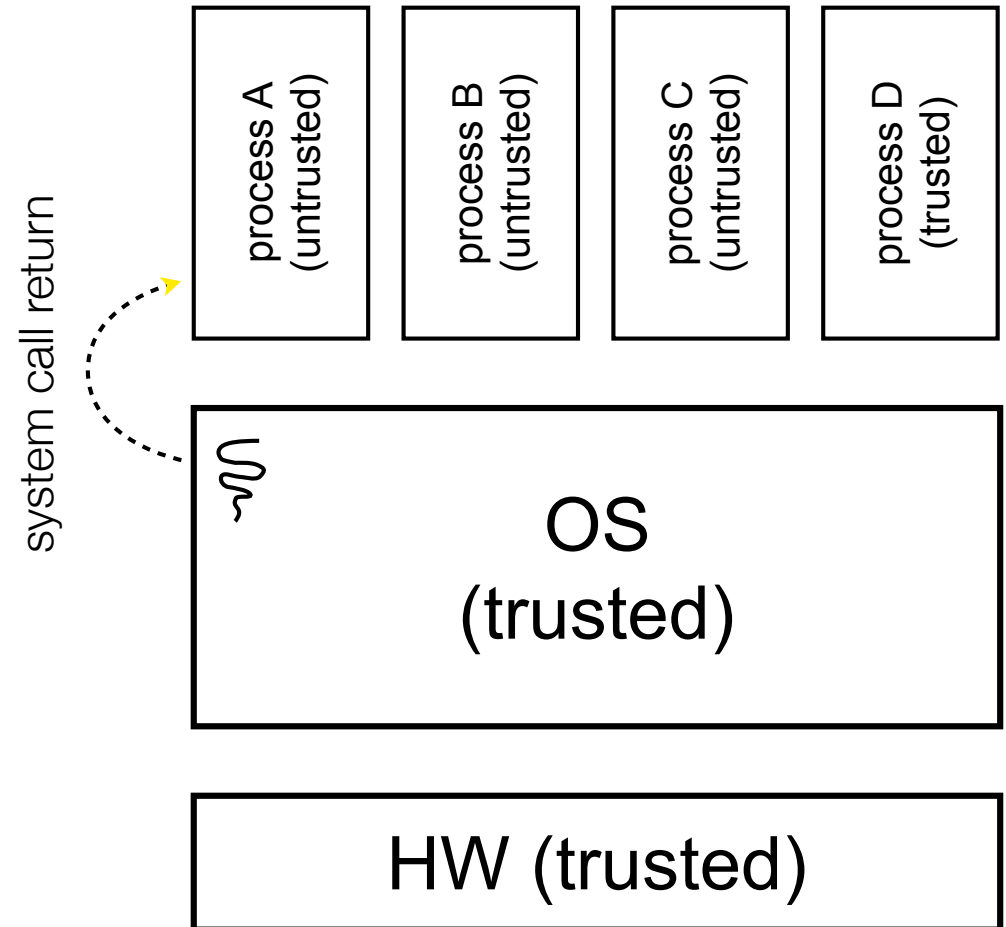 process A
(untrusted)
process B
(untrusted)
process C
(untrusted)
process D
(trusted)
system call return
OS
(trusted)
HW (trusted)